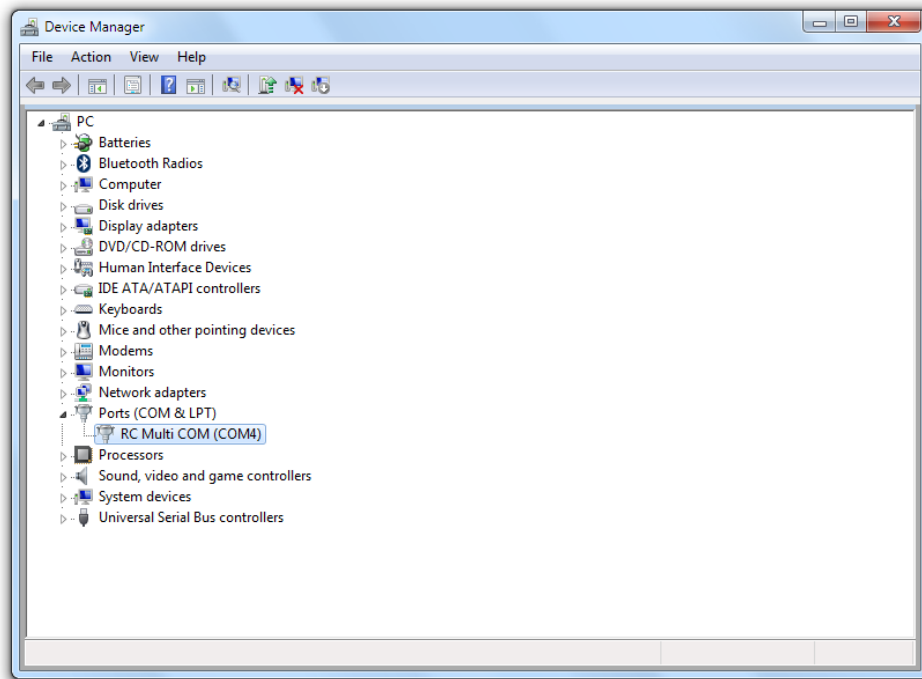 Device Manager
File Action View Help
PC
Batteries
Bluetooth Radios
Computer
Disk drives
Display adapters
DVD/CD-ROM drives
Human Interface Devices
IDE ATA/ATAPI controllers
Keyboards
Mice and other pointing devices
Modems
Monitors
Network adapters
Ports (COM & LPT)
RC Multi COM (COM4)
Processors
Sound, video and game controllers
System devices
Universal Serial Bus controllers